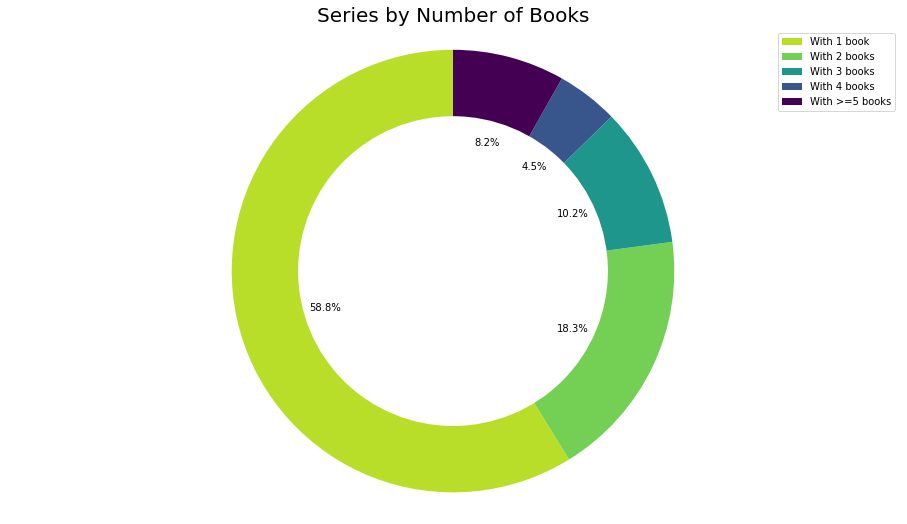 Series by Number of Books
With 1 book
With 2 books
With 3 books
With 4 books
With >=5 books
8.2%
4.5%
10.2%
58.8%
18.3%